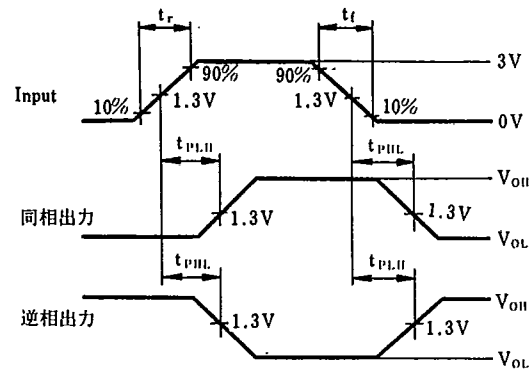 tr tf
90% 90% 3V
Input 1.3V 1.3V
10% 10% 0V
tPLH tPHL
VOH
同相出力 1.3V 1.3V
VOL
tPHL tPLH
VOH
逆相出力 1.3V 1.3V
VOL